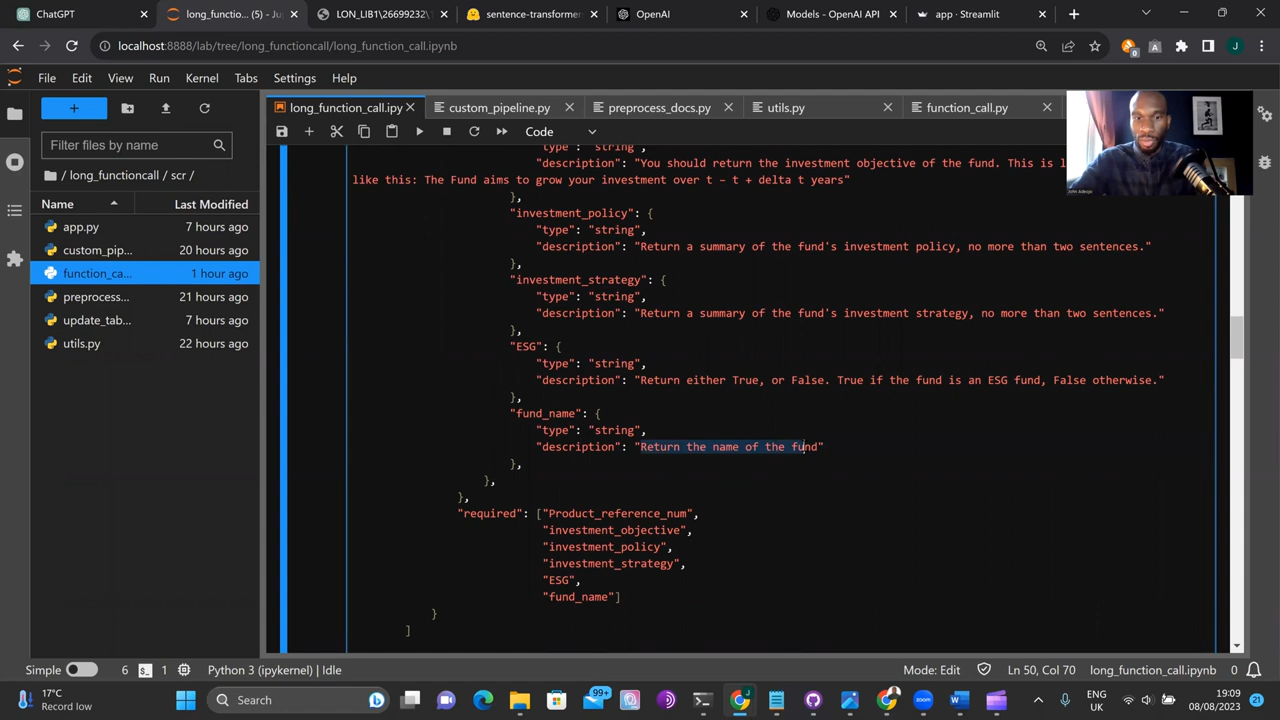 ChatGPT
long_functio... (5) - Jup
LON_LIB1\26699232\
sentence-transformer
OpenAI
Models - OpenAI API
app · Streamlit
localhost:8888/lab/tree/long_functioncall/long_function_call.ipynb
File Edit View Run Kernel Tabs Settings Help
long_function_call.ipy
custom_pipeline.py
preprocess_docs.py
utils.py
function_call.py
Code
Filter files by name
/ long_functioncall / scr /
Name Last Modified
app.py 7 hours ago
custom_pip... 20 hours ago
function_ca... 1 hour ago
preprocess... 21 hours ago
update_tab... 7 hours ago
utils.py 22 hours ago
"type": "string",
"description": "You should return the investment objective of the fund. This is l
like this: The Fund aims to grow your investment over t – t + delta t years"
},
"investment_policy": {
"type": "string",
"description": "Return a summary of the fund's investment policy, no more than two sentences."
},
"investment_strategy": {
"type": "string",
"description": "Return a summary of the fund's investment strategy, no more than two sentences."
},
"ESG": {
"type": "string",
"description": "Return either True, or False. True if the fund is an ESG fund, False otherwise."
},
"fund_name": {
"type": "string",
"description": "Return the name of the fund"
},
},
},
"required": ["Product_reference_num",
"investment_objective",
"investment_policy",
"investment_strategy",
"ESG",
"fund_name"]
}
]
John Adeojo
Simple 6 1 Python 3 (ipykernel) | Idle Mode: Edit Ln 50, Col 70 long_function_call.ipynb 0
17°C
Record low
Search
99+
ENG
UK
19:09
08/08/2023
21